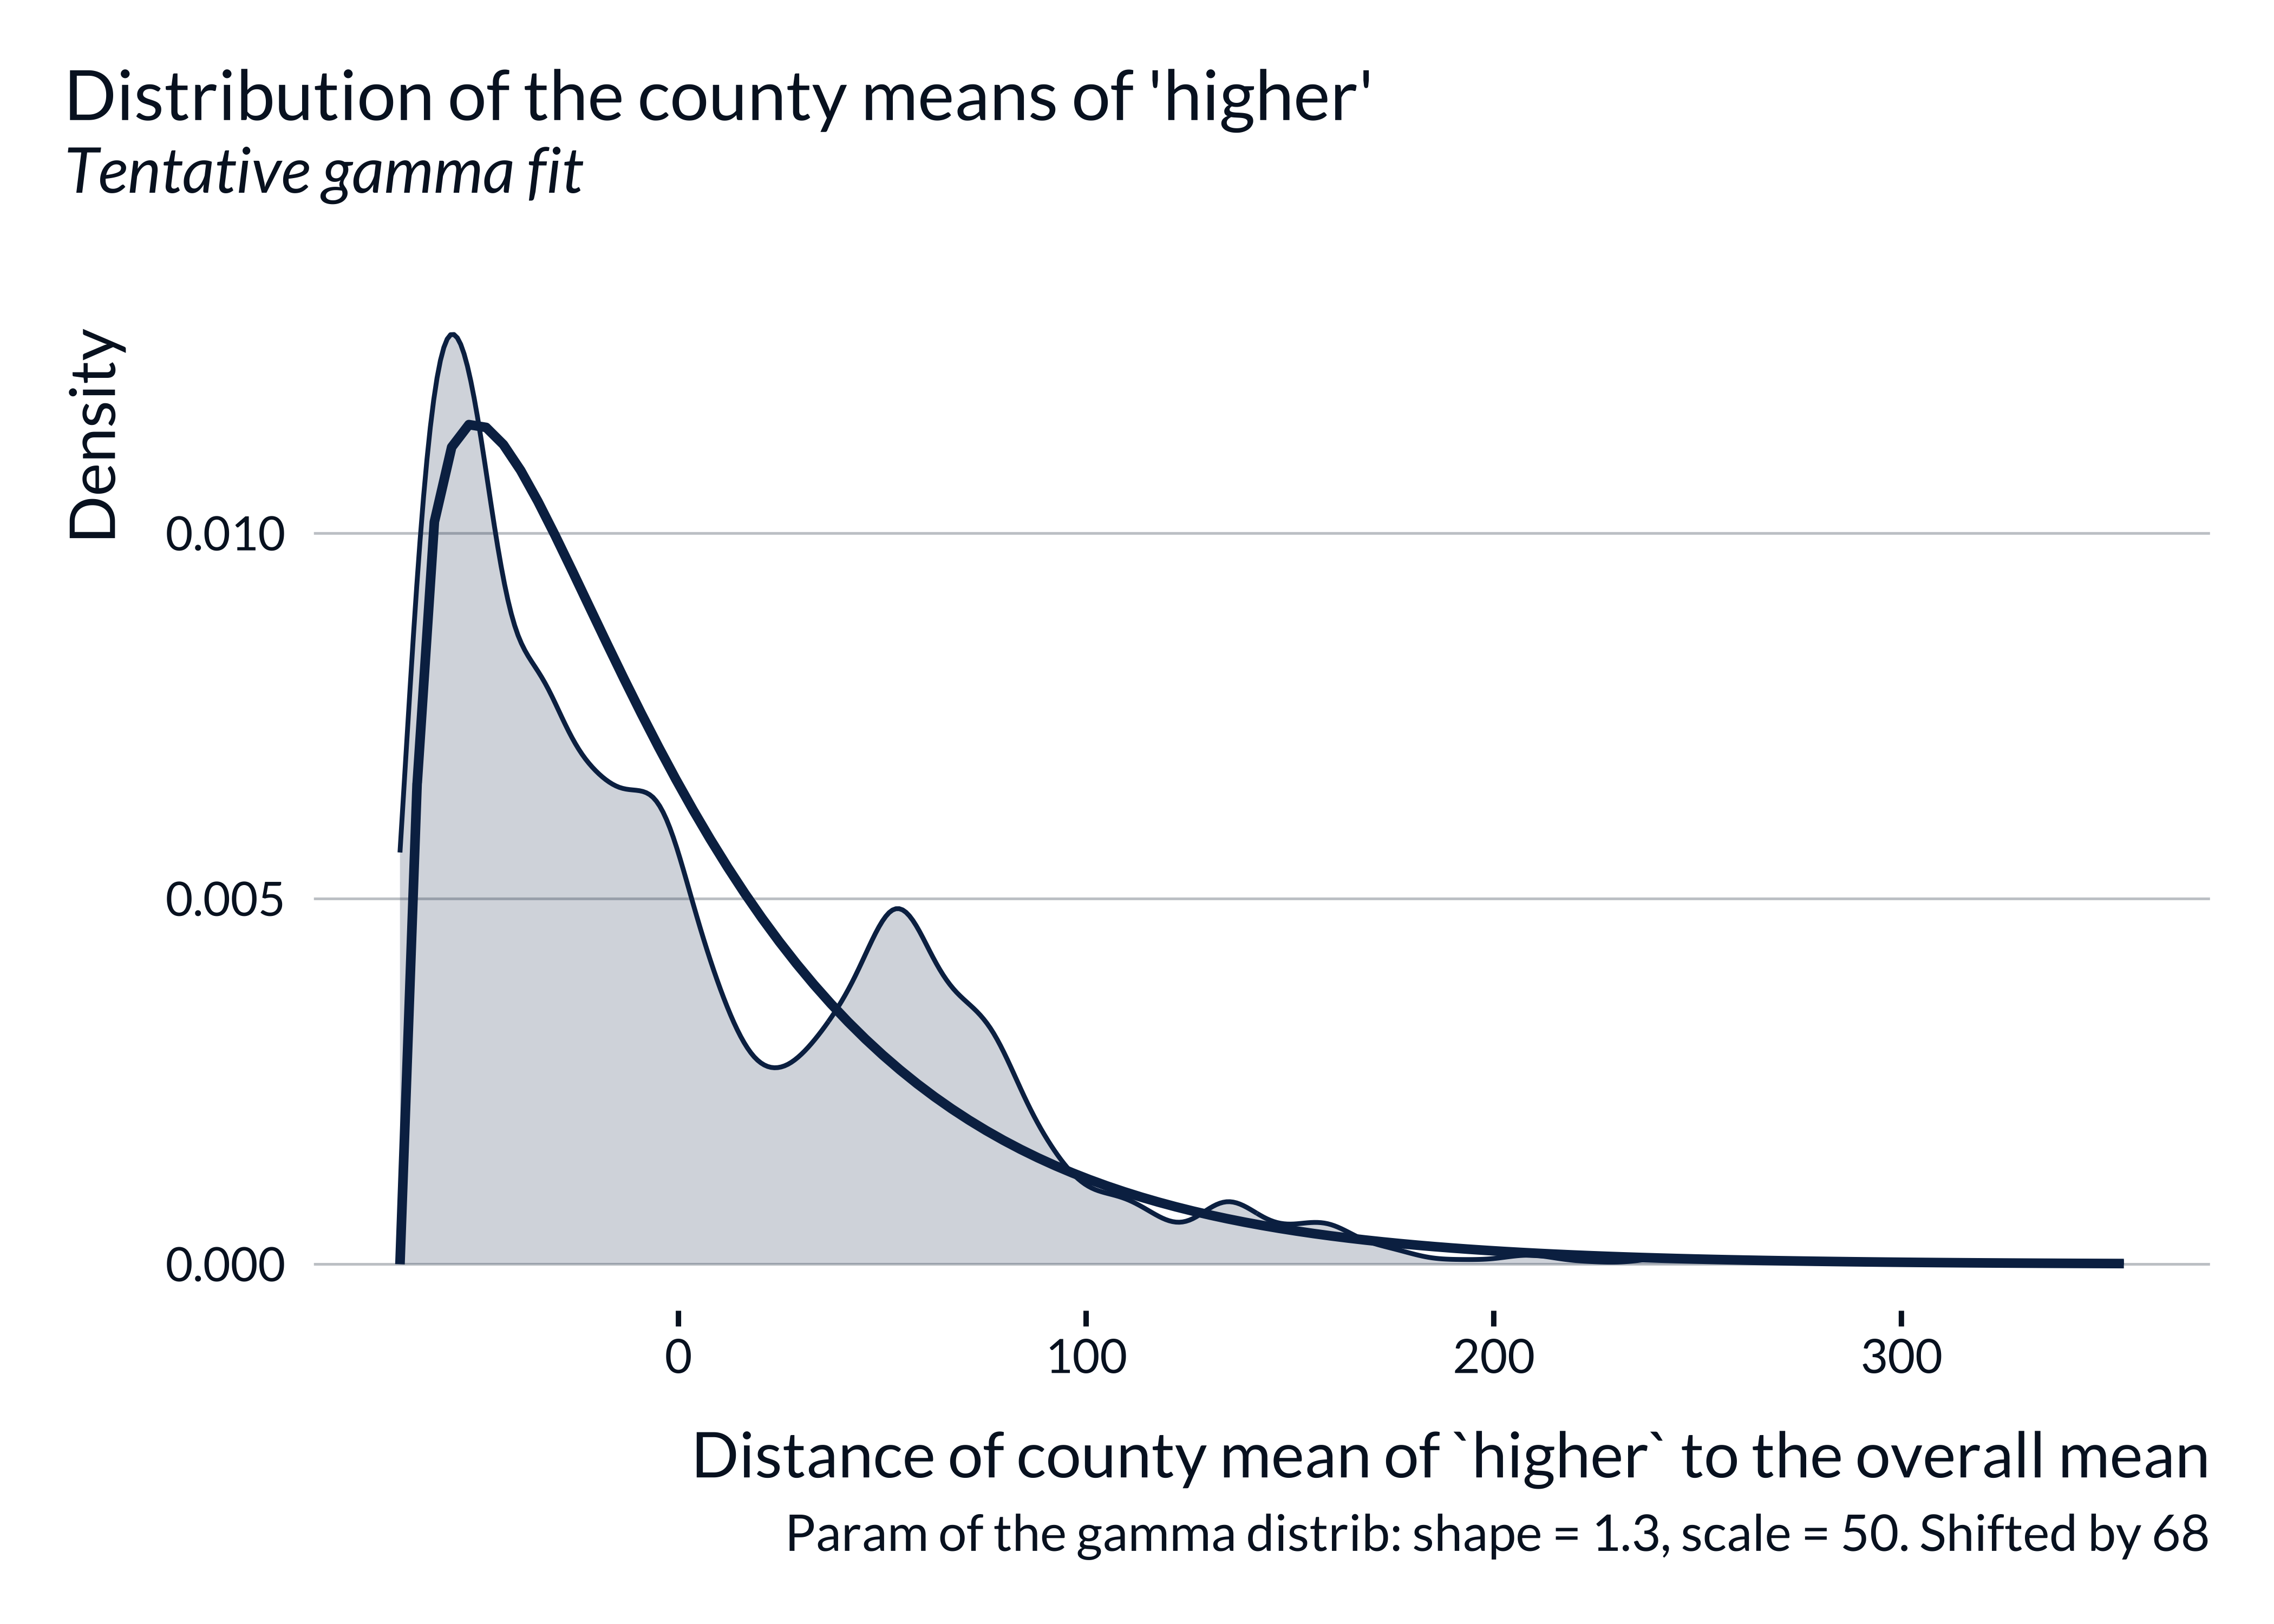 Distribution of the county means of 'higher'
Tentative gamma fit
Density
0.010
0.005
0.000
0
100
200
300
Distance of county mean of `higher` to the overall mean
Param of the gamma distrib: shape = 1.3, scale = 50. Shifted by 68